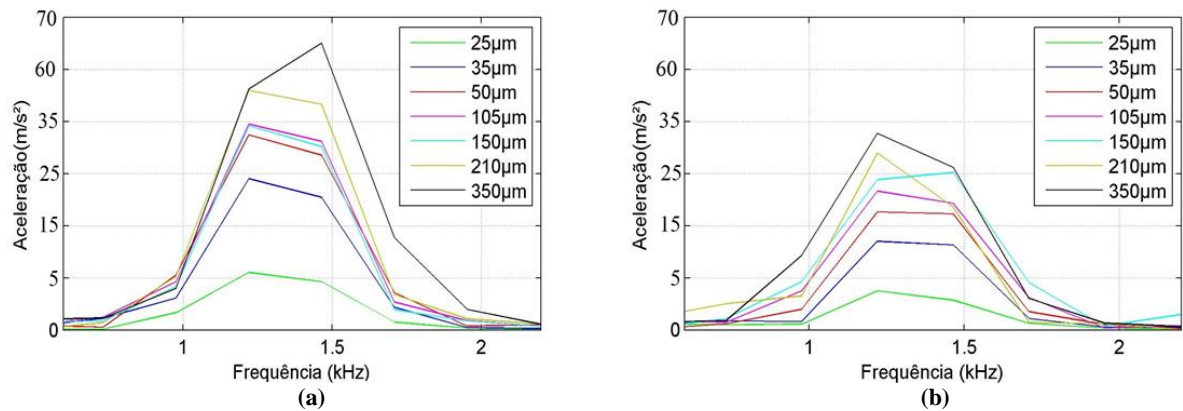 70
60
35
25
15
5
0
Aceleração(m/s²)
1
1.5
2
Frequência (kHz)
25µm
35µm
50µm
105µm
150µm
210µm
350µm
(a)
70
60
35
25
15
5
0
Aceleração(m/s²)
1
1.5
2
Frequência (kHz)
25µm
35µm
50µm
105µm
150µm
210µm
350µm
(b)